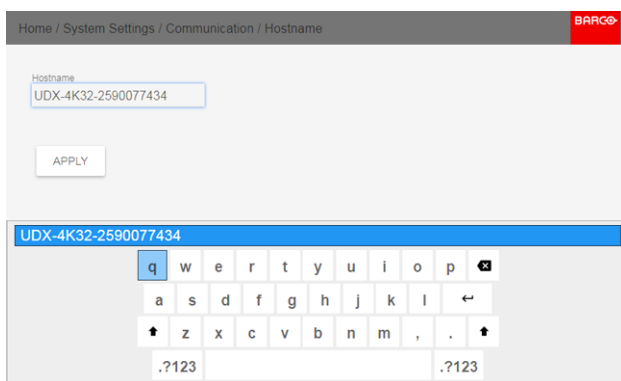 Home / System Settings / Communication / Hostname
BARCO
Hostname
UDX-4K32-2590077434
APPLY
UDX-4K32-2590077434
q w e r t y u i o p
a s d f g h j k l
z x c v b n m , .
.?123 .?123